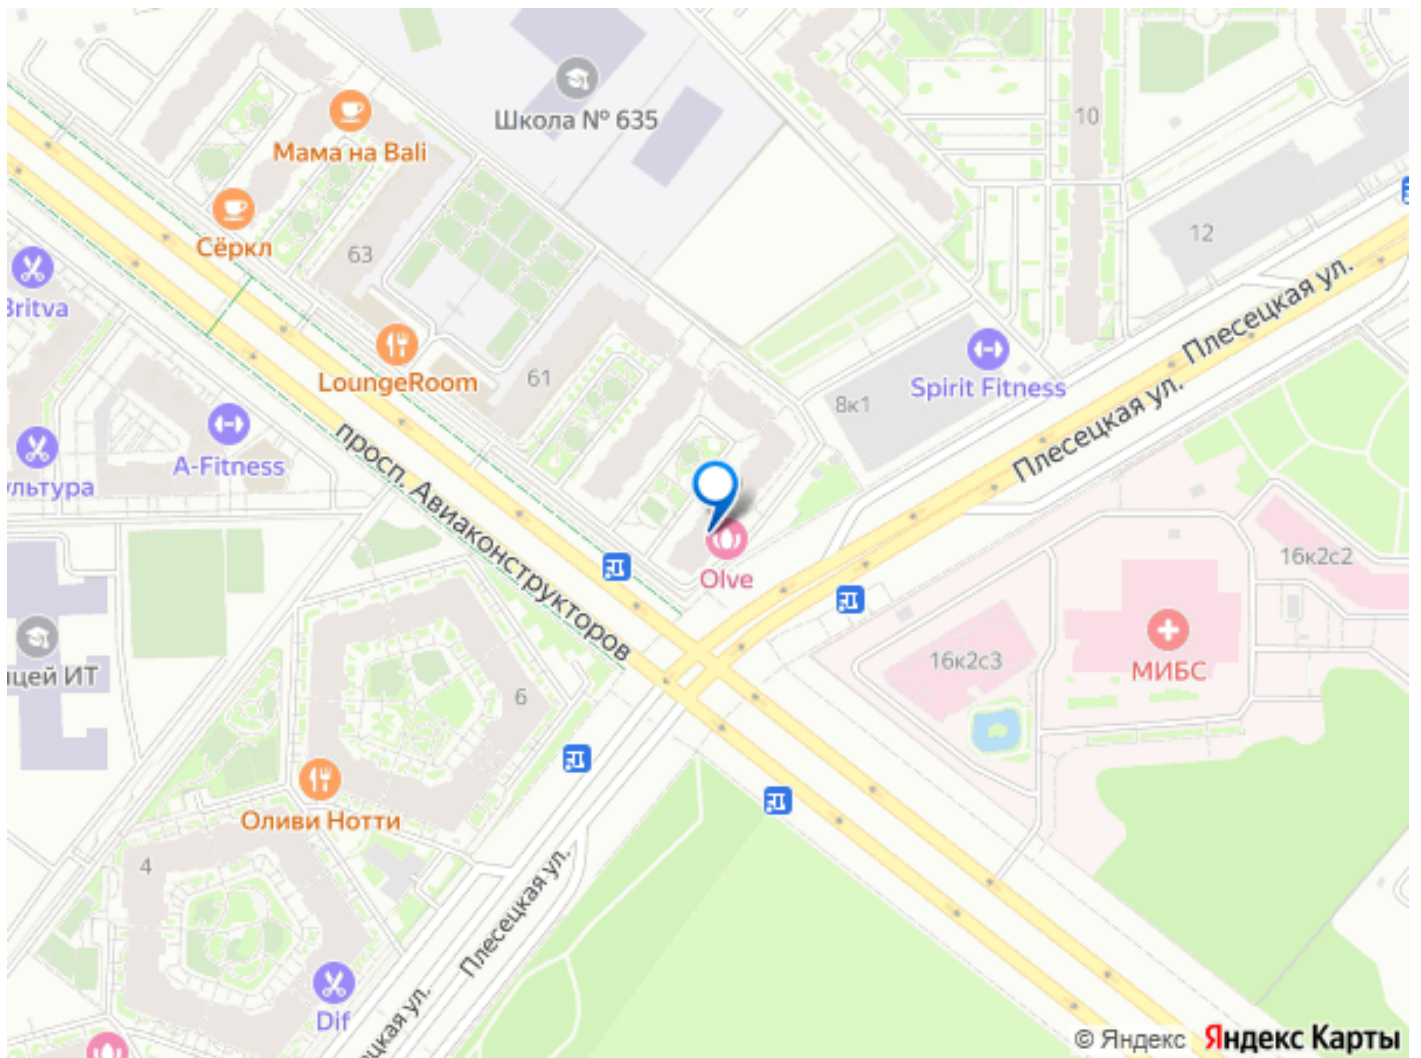 Школа № 635
10
Мама на Bali
12
Сёркл
63
Britva
Плесецкая ул.
LoungeRoom
61
Spirit Fitness
8к1
Плесецкая ул.
A-Fitness
просп. Авиаконструкторов
ультура
16к2с2
Olve
16к2с3
МИБС
цей ИТ
6
Оливи Нотти
4
Плесецкая ул.
Dif
цкая ул.
© Яндекс Яндекс Карты